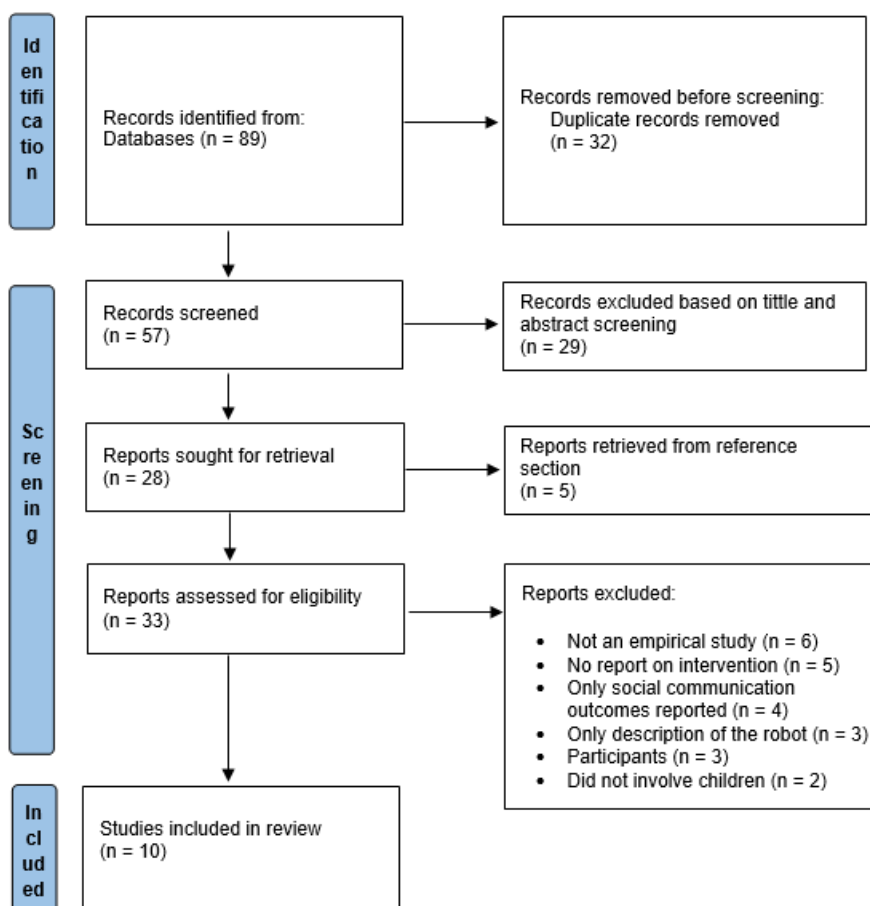 Id
en
tifi
ca
tio
n
Records identified from:
Databases (n = 89)
Records removed before screening:
Duplicate records removed
(n = 32)
Sc
re
en
in
g
Records screened
(n = 57)
Records excluded based on tittle and
abstract screening
(n = 29)
Reports sought for retrieval
(n = 28)
Reports retrieved from reference
section
(n = 5)
Reports assessed for eligibility
(n = 33)
Reports excluded:
• Not an empirical study (n = 6)
• No report on intervention (n = 5)
• Only social communication
outcomes reported (n = 4)
• Only description of the robot (n = 3)
• Participants (n = 3)
• Did not involve children (n = 2)
In
cl
ud
ed
Studies included in review
(n = 10)